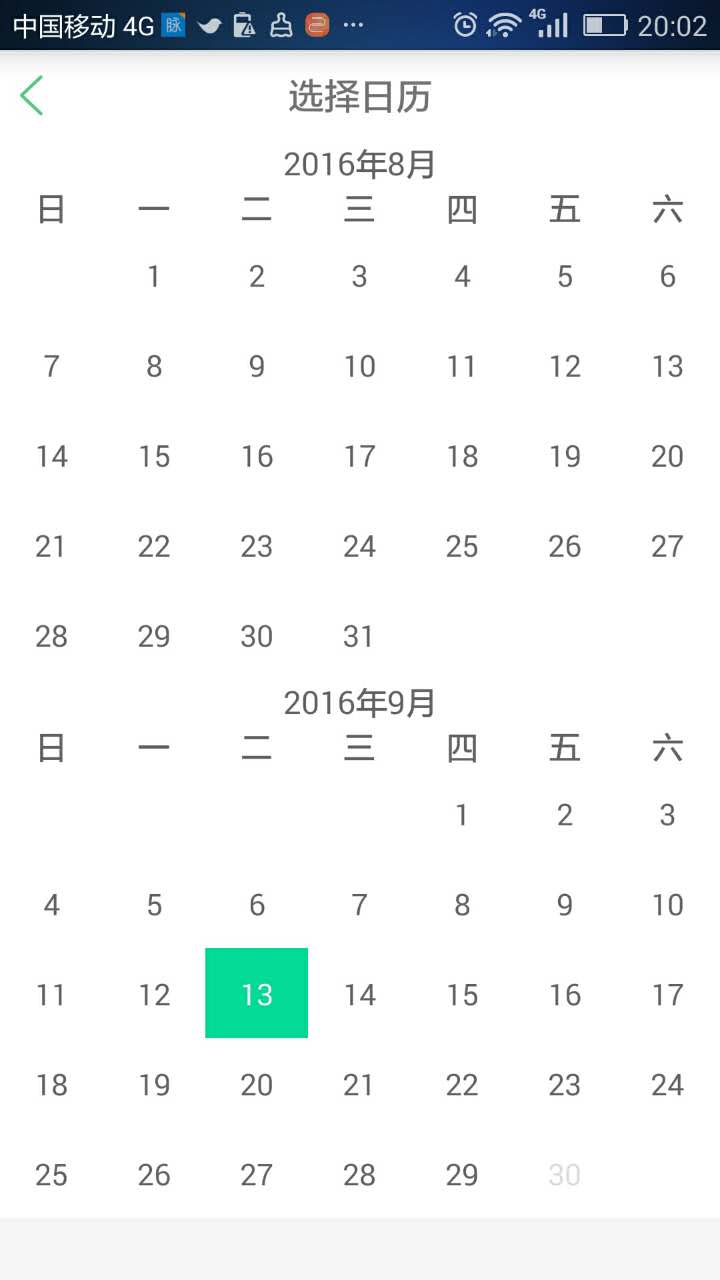 中国移动 4G 脉 4G 20:02
选择日历
2016年8月
日 一 二 三 四 五 六
1 2 3 4 5 6
7 8 9 10 11 12 13
14 15 16 17 18 19 20
21 22 23 24 25 26 27
28 29 30 31
2016年9月
日 一 二 三 四 五 六
1 2 3
4 5 6 7 8 9 10
11 12 13 14 15 16 17
18 19 20 21 22 23 24
25 26 27 28 29 30